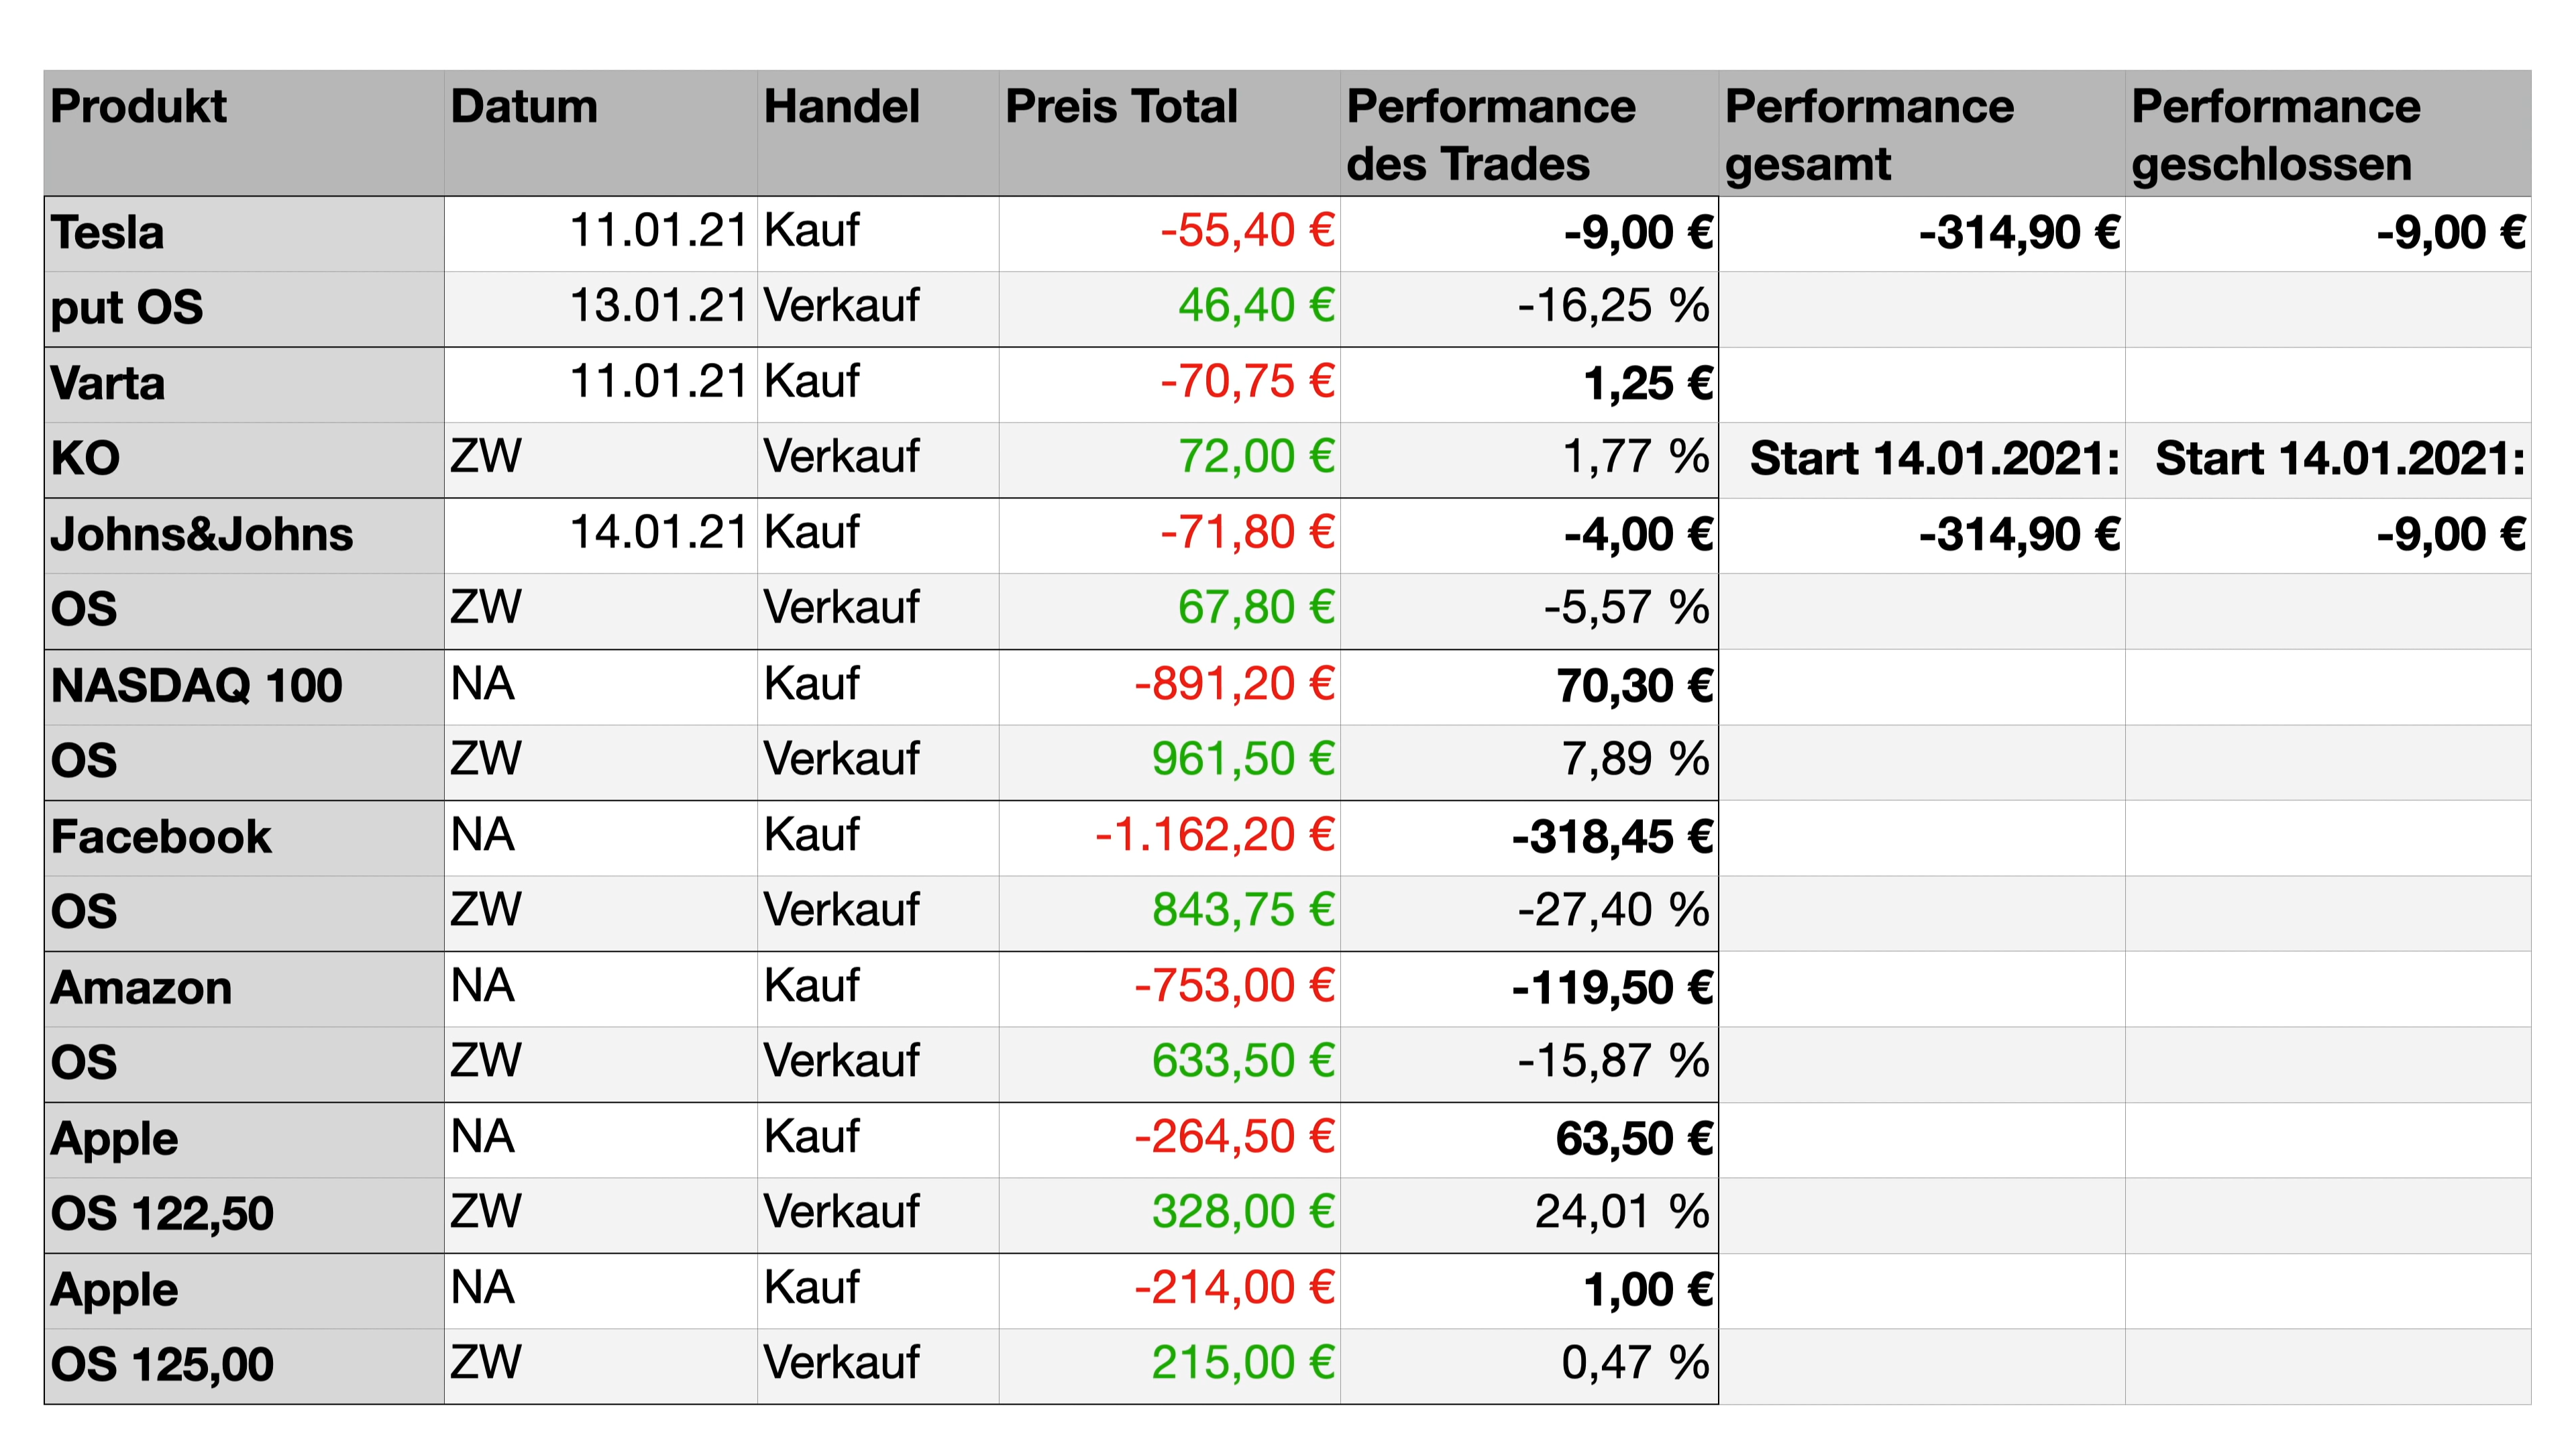 Produkt Datum Handel Preis Total Performance des Trades Performance gesamt Performance geschlossen
Tesla 11.01.21 Kauf -55,40 € -9,00 € -314,90 € -9,00 €
put OS 13.01.21 Verkauf 46,40 € -16,25 %
Varta 11.01.21 Kauf -70,75 € 1,25 €
KO ZW Verkauf 72,00 € 1,77 % Start 14.01.2021: Start 14.01.2021:
Johns&Johns 14.01.21 Kauf -71,80 € -4,00 € -314,90 € -9,00 €
OS ZW Verkauf 67,80 € -5,57 %
NASDAQ 100 NA Kauf -891,20 € 70,30 €
OS ZW Verkauf 961,50 € 7,89 %
Facebook NA Kauf -1.162,20 € -318,45 €
OS ZW Verkauf 843,75 € -27,40 %
Amazon NA Kauf -753,00 € -119,50 €
OS ZW Verkauf 633,50 € -15,87 %
Apple NA Kauf -264,50 € 63,50 €
OS 122,50 ZW Verkauf 328,00 € 24,01 %
Apple NA Kauf -214,00 € 1,00 €
OS 125,00 ZW Verkauf 215,00 € 0,47 %